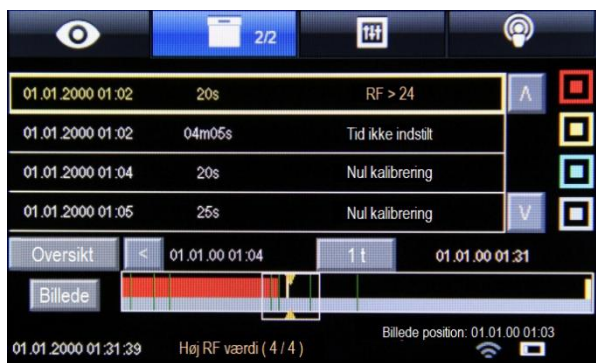 2/2
01.01.2000 01:02 20s RF > 24
01.01.2000 01:02 04m05s Tid ikke indstilt
01.01.2000 01:04 20s Nul kalibrering
01.01.2000 01:05 25s Nul kalibrering
Oversikt < 01.01.00 01:04 1 t 01.01.00 01:31
Billede
Billede position: 01.01.00 01:03
01.01.2000 01:31:39 Høj RF værdi ( 4 / 4 )